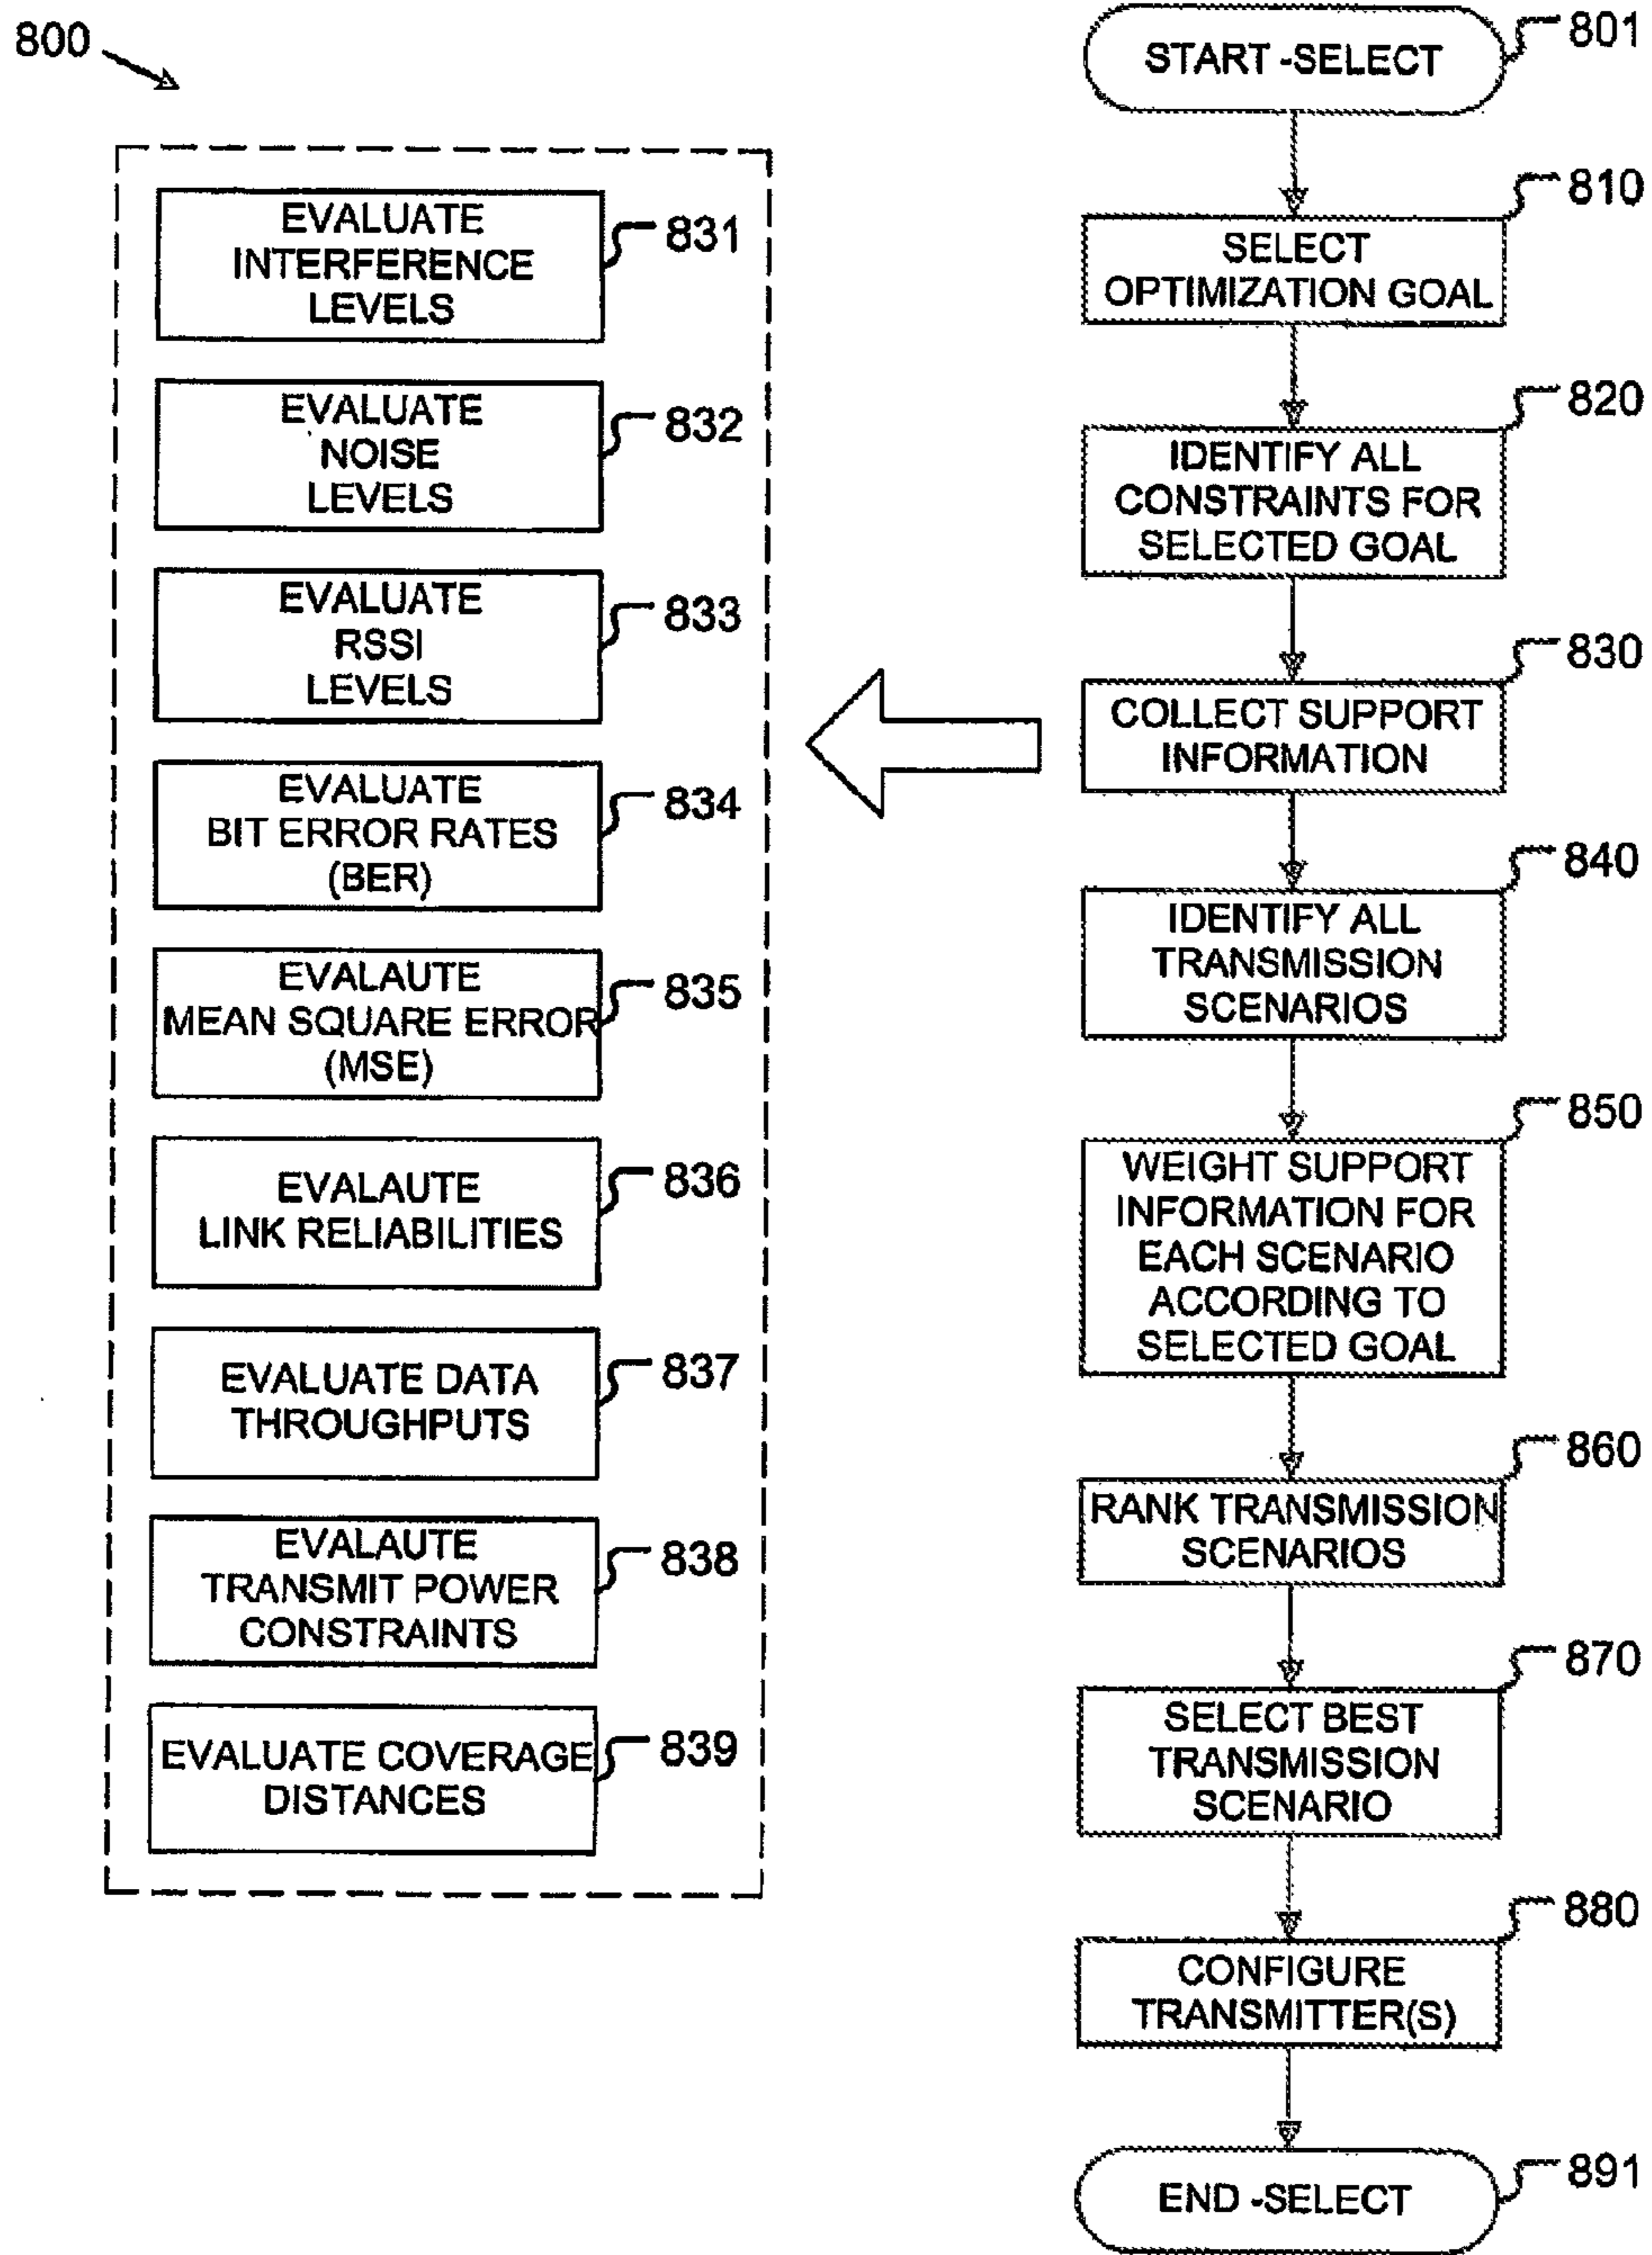 800
EVALUATE
INTERFERENCE
LEVELS
831
EVALUATE
NOISE
LEVELS
832
EVALUATE
RSSI
LEVELS
833
EVALUATE
BIT ERROR RATES
(BER)
834
EVALAUTE
MEAN SQUARE ERROR
(MSE)
835
EVALAUTE
LINK RELIABILITIES
836
EVALUATE DATA
THROUGHPUTS
837
EVALAUTE
TRANSMIT POWER
CONSTRAINTS
838
EVALUATE COVERAGE
DISTANCES
839
START -SELECT
801
SELECT
OPTIMIZATION GOAL
810
IDENTIFY ALL
CONSTRAINTS FOR
SELECTED GOAL
820
COLLECT SUPPORT
INFORMATION
830
IDENTIFY ALL
TRANSMISSION
SCENARIOS
840
WEIGHT SUPPORT
INFORMATION FOR
EACH SCENARIO
ACCORDING TO
SELECTED GOAL
850
RANK TRANSMISSION
SCENARIOS
860
SELECT BEST
TRANSMISSION
SCENARIO
870
CONFIGURE
TRANSMITTER(S)
880
END -SELECT
891